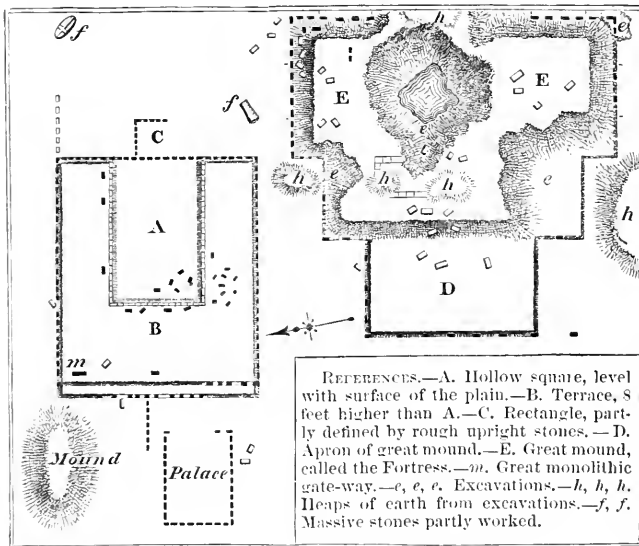 f
h
e
E
E
f
C
e
e
h
e
h
h
e
h
A
D
B
m
Mound
Palace
REFERENCES.—A. Hollow square, level
with surface of the plain.—B. Terrace, 8
feet higher than A.—C. Rectangle, part-
ly defined by rough upright stones.—D.
Apron of great mound.—E. Great mound,
called the Fortress.—m. Great monolithic
gate-way.—e, e, e. Excavations.—h, h, h.
Heaps of earth from excavations.—f, f.
Massive stones partly worked.